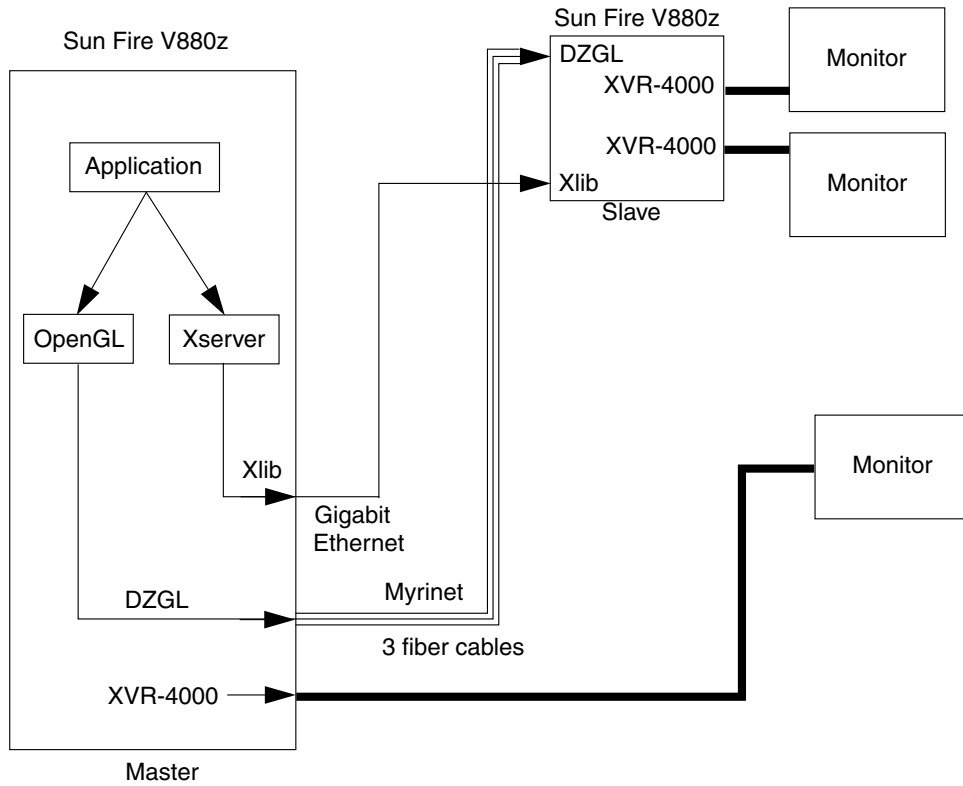 Sun Fire V880z
Sun Fire V880z
DZGL
XVR-4000
XVR-4000
Xlib
Slave
Monitor
Monitor
Application
OpenGL
Xserver
Xlib
Gigabit
Ethernet
Monitor
DZGL
Myrinet
3 fiber cables
XVR-4000
Master